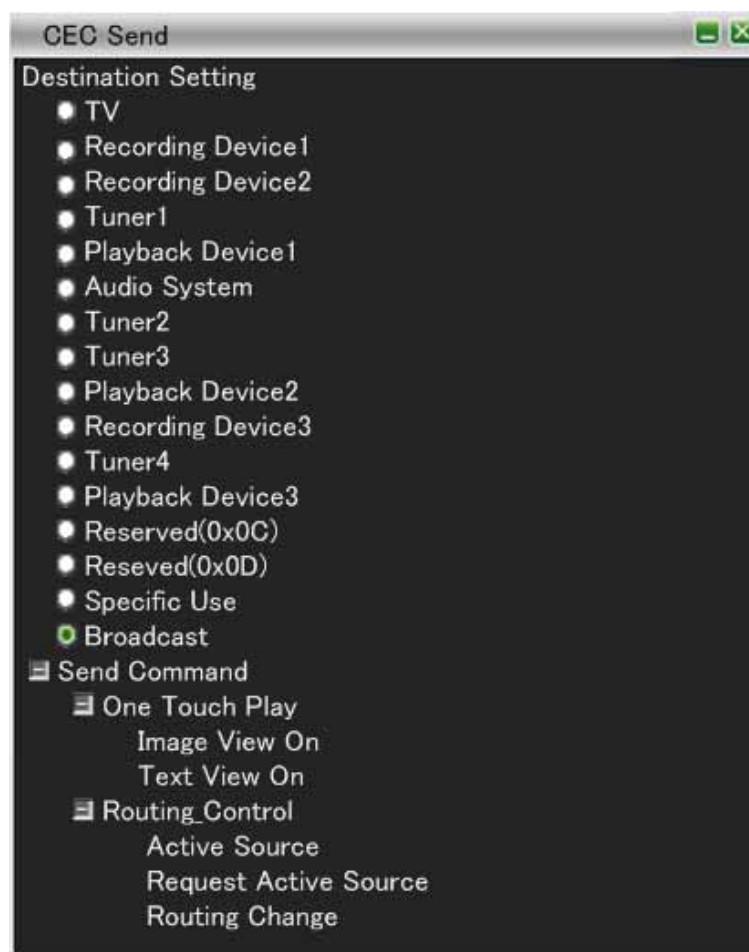 CEC Send
Destination Setting
TV
Recording Device1
Recording Device2
Tuner1
Playback Device1
Audio System
Tuner2
Tuner3
Playback Device2
Recording Device3
Tuner4
Playback Device3
Reserved(0x0C)
Reseved(0x0D)
Specific Use
Broadcast
Send Command
One Touch Play
Image View On
Text View On
Routing_Control
Active Source
Request Active Source
Routing Change